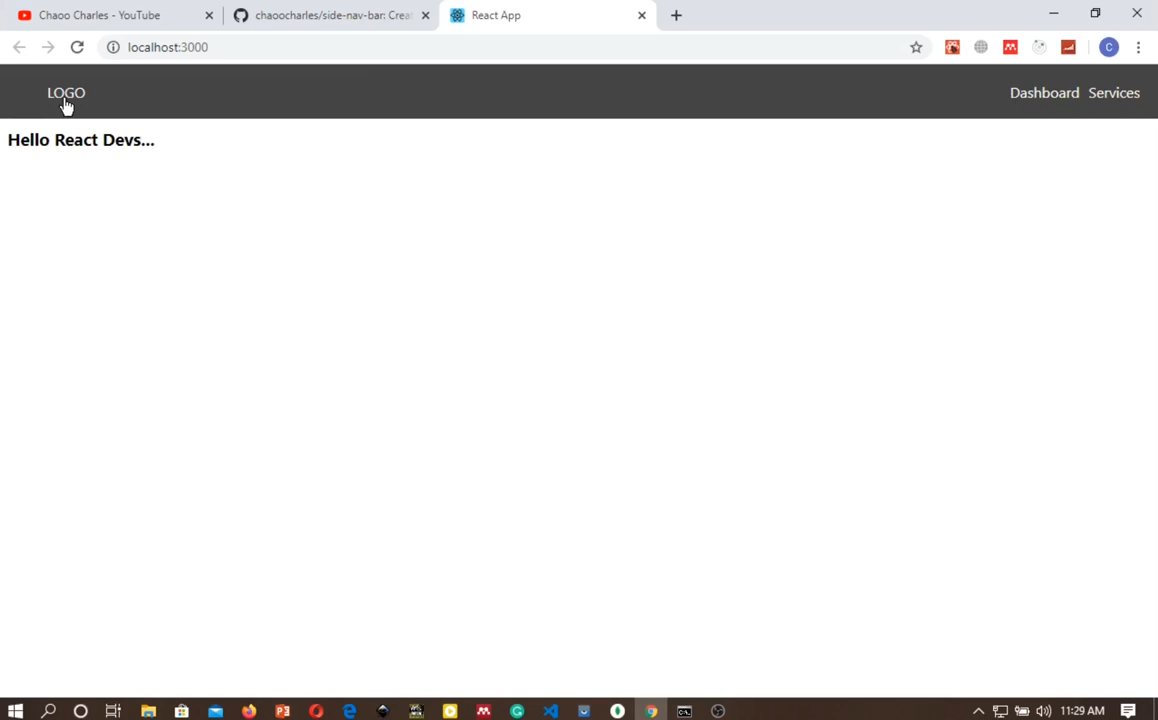 Chaoo Charles - YouTube
chaoocharles/side-nav-bar: Creat
React App
localhost:3000
C
LOGO
Dashboard Services
Hello React Devs...
11:29 AM